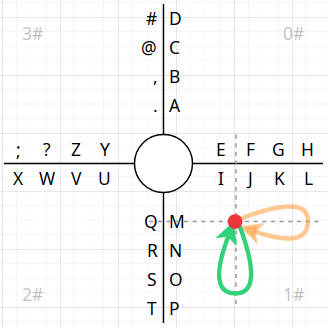 # D
3# 0#
@ C
, B
. A
; ? Z Y E F G H
X W V U I J K L
Q M
R N
S O
2# 1#
T P